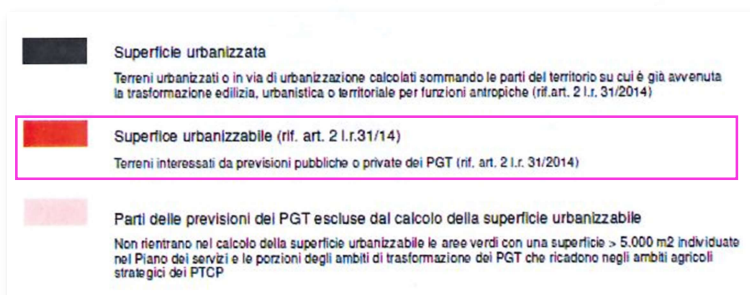 Superficie urbanizzata
Terreni urbanizzati o in via di urbanizzazione calcolati sommando le parti del territorio su cui è già avvenuta
la trasformazione edilizia, urbanistica o territoriale per funzioni antropiche (rif.art. 2 l.r. 31/2014)
Superfice urbanizzabile (rif. art. 2 l.r.31/14)
Terreni interessati da previsioni pubbliche o private dei PGT (rif. art. 2 l.r. 31/2014)
Parti delle previsioni dei PGT escluse dal calcolo della superficie urbanizzabile
Non rientrano nel calcolo della superficie urbanizzabile le aree verdi con una superficie > 5.000 m2 individuate
nel Piano dei servizi e le porzioni degli ambiti di trasformazione dei PGT che ricadono negli ambiti agricoli
strategici dei PTCP